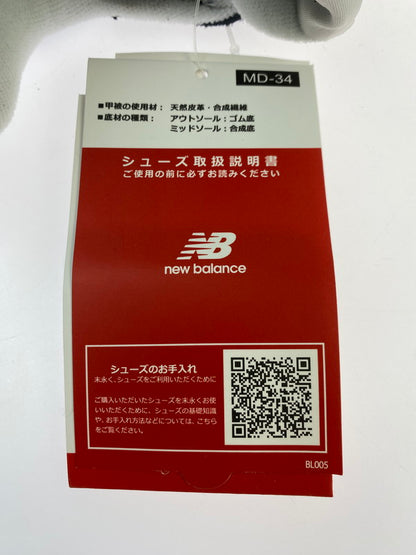 MD-34
■甲被の使用材： 天然皮革・合成繊維
■底材の種類： アウトソール：ゴム底
ミッドソール：合成底
シューズ取扱説明書
ご使用の前に必ずお読みください
NB
new balance
シューズのお手入れ
末永く、シューズをご利用いただくために
ご購入いただいたシューズを末永くお使
いいただくために、シューズの基礎知識
や、お手入れ方法などについては、こちら
をご覧ください。
BL005